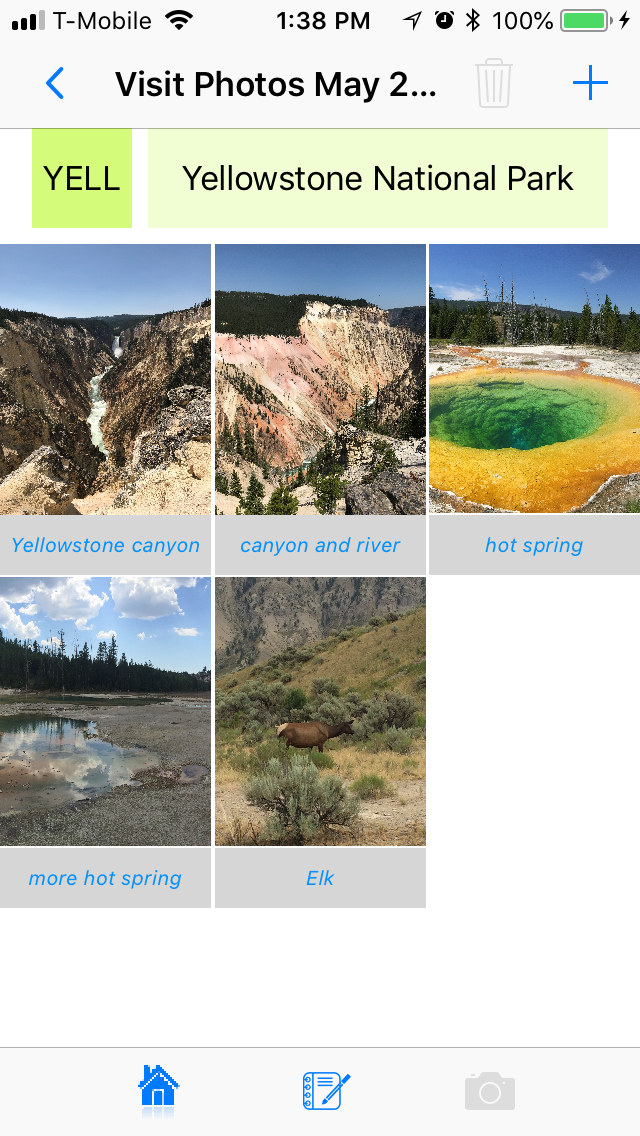 T-Mobile 1:38 PM 100%
Visit Photos May 2...
YELL Yellowstone National Park
Yellowstone canyon canyon and river hot spring
more hot spring Elk